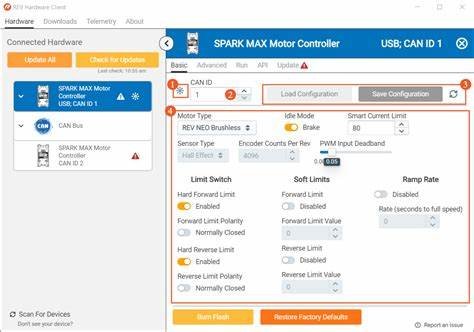 REV Hardware Client
Hardware Downloads Telemetry About
Connected Hardware
Update All
Check for Updates
Last check: 10:55 am
SPARK MAX Motor
Controller
USB; CAN ID 1
CAN Bus
SPARK MAX Motor
Controller
CAN ID 2
Scan For Devices
Don't see your device?
SPARK MAX Motor Controller
USB; CAN ID 1
Basic Advanced Run API Update
1
CAN ID
1
2
Load Configuration
Save Configuration
3
4
Motor Type
REV NEO Brushless
Idle Mode
Brake
Smart Current Limit
80
Sensor Type
Hall Effect
Encoder Counts Per Rev
4096
PWM Input Deadband
0.05
Limit Switch
Hard Forward Limit
Enabled
Forward Limit Polarity
Normally Closed
Hard Reverse Limit
Enabled
Reverse Limit Polarity
Normally Closed
Soft Limits
Forward Limit
Disabled
Forward Limit Value
0
Reverse Limit
Disabled
Reverse Limit Value
0
Ramp Rate
Disabled
Rate (seconds to full speed)
0
Burn Flash
Restore Factory Defaults
Report an Issue